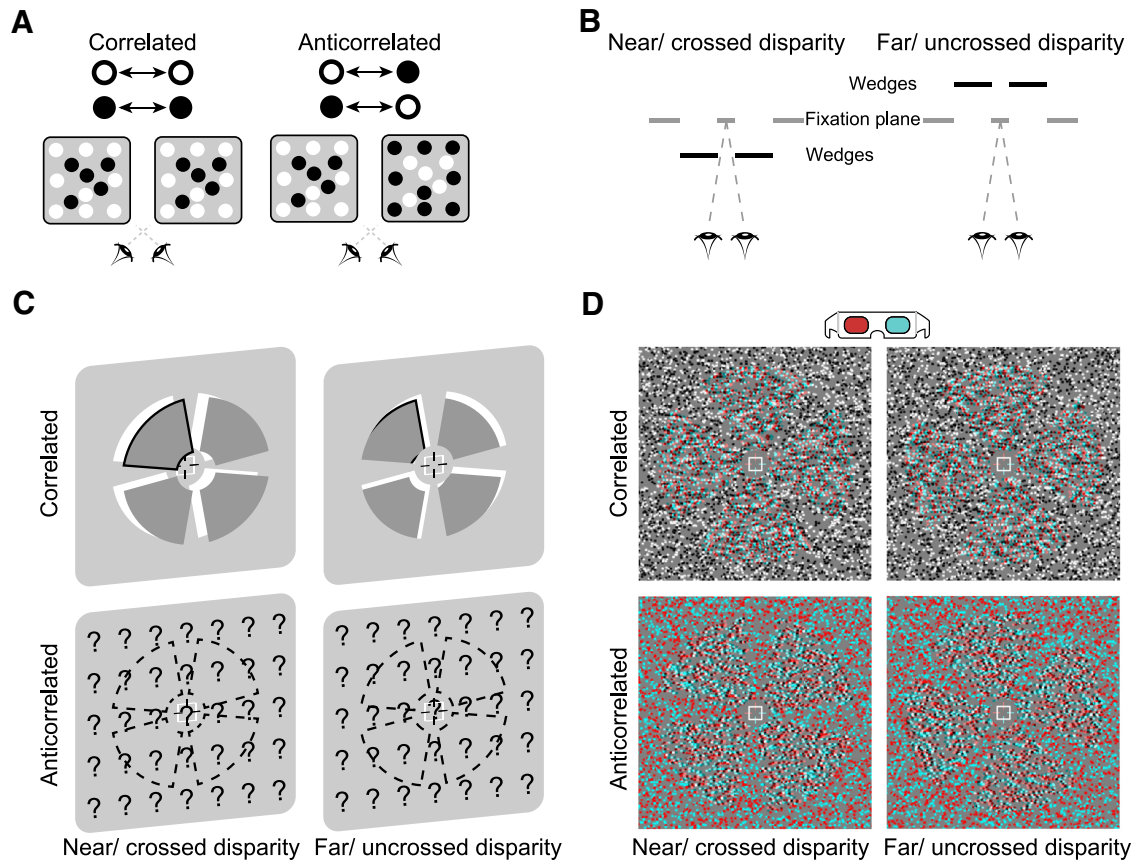 A
Correlated
Anticorrelated
B
Near/ crossed disparity
Far/ uncrossed disparity
Wedges
Fixation plane
Wedges
C
Correlated
Anticorrelated
? ? ? ? ? ? ?
? ? ? ? ? ? ?
? ? ? ? ? ? ?
? ? ? ? ? ? ?
? ? ? ? ? ? ?
? ? ? ? ? ? ?
? ? ? ? ? ? ?
? ? ? ? ? ? ?
? ? ? ? ? ? ?
? ? ? ? ? ? ?
Near/ crossed disparity
Far/ uncrossed disparity
D
Correlated
Anticorrelated
Near/ crossed disparity
Far/ uncrossed disparity